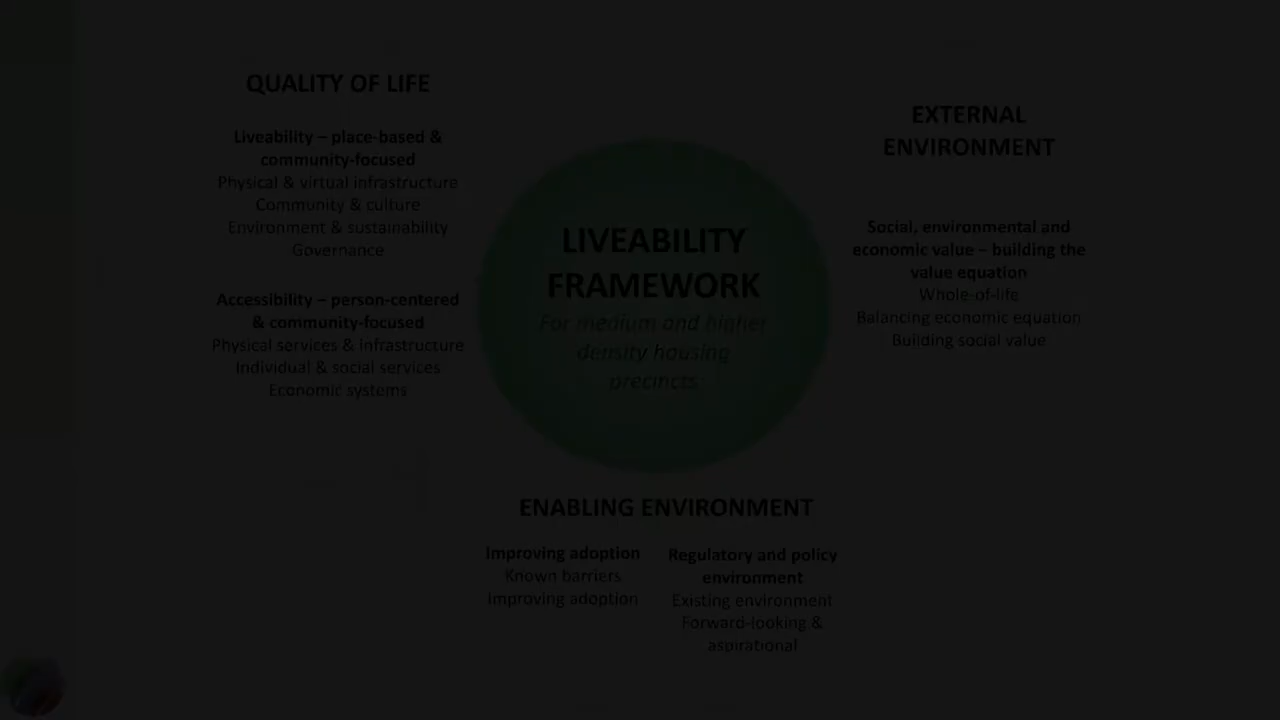 QUALITY OF LIFE
Liveability – place-based &
community-focused
Physical & virtual infrastructure
Community & culture
Environment & sustainability
Governance
Accessibility – person-centered
& community-focused
Physical services & infrastructure
Individual & social services
Economic systems
LIVEABILITY
FRAMEWORK
For medium and higher
density housing
precincts
EXTERNAL
ENVIRONMENT
Social, environmental and
economic value – building the
value equation
Whole-of-life
Balancing economic equation
Building social value
ENABLING ENVIRONMENT
Improving adoption
Known barriers
Improving adoption
Regulatory and policy
environment
Existing environment
Forward-looking &
aspirational